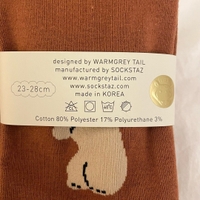 designed by WARMGREY TAIL
manufactured by SOCKSTAZ
www.warmgreytail.com
www.sockstaz.com
made in KOREA
23-28cm
Cotton 80% Polyester 17% Polyurethane 3%